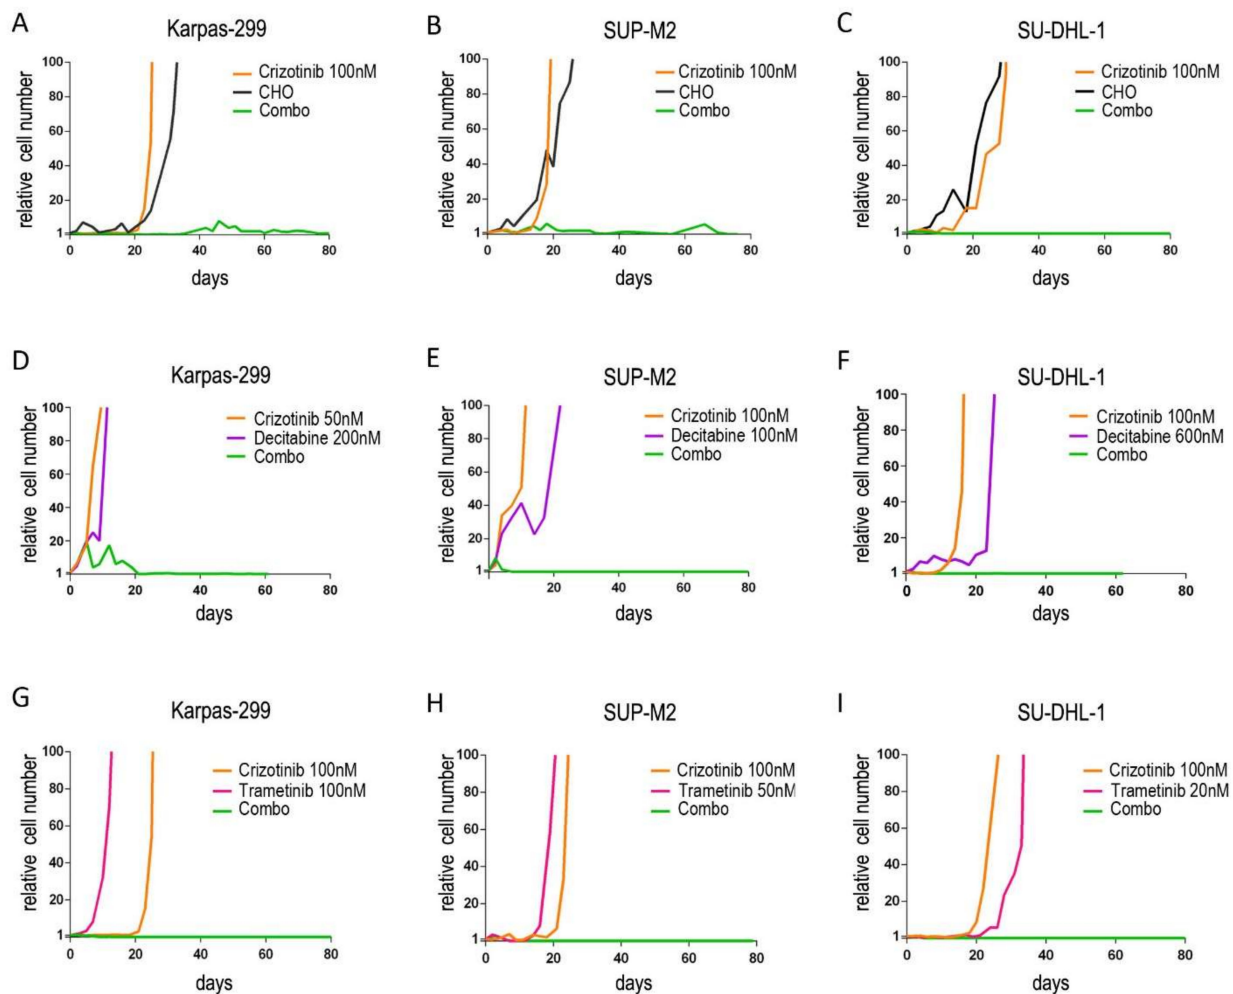 A
Karpas-299
relative cell number
100
80
60
40
20
1
0
20
40
60
80
days
Crizotinib 100nM
CHO
Combo
B
SUP-M2
relative cell number
100
80
60
40
20
1
0
20
40
60
80
days
Crizotinib 100nM
CHO
Combo
C
SU-DHL-1
relative cell number
100
80
60
40
20
1
0
20
40
60
80
days
Crizotinib 100nM
CHO
Combo
D
Karpas-299
relative cell number
100
80
60
40
20
1
0
20
40
60
80
days
Crizotinib 50nM
Decitabine 200nM
Combo
E
SUP-M2
relative cell number
100
80
60
40
20
1
0
20
40
60
80
days
Crizotinib 100nM
Decitabine 100nM
Combo
F
SU-DHL-1
relative cell number
100
80
60
40
20
1
0
20
40
60
80
days
Crizotinib 100nM
Decitabine 600nM
Combo
G
Karpas-299
relative cell number
100
80
60
40
20
1
0
20
40
60
80
days
Crizotinib 100nM
Trametinib 100nM
Combo
H
SUP-M2
relative cell number
100
80
60
40
20
1
0
20
40
60
80
days
Crizotinib 100nM
Trametinib 50nM
Combo
I
SU-DHL-1
relative cell number
100
80
60
40
20
1
0
20
40
60
80
days
Crizotinib 100nM
Trametinib 20nM
Combo